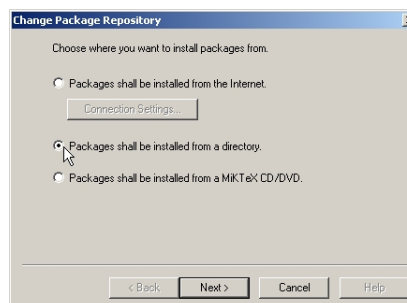 Change Package Repository
Choose where you want to install packages from.
Packages shall be installed from the Internet.
Connection Settings...
Packages shall be installed from a directory.
Packages shall be installed from a MiKTeX CD/DVD.
< Back
Next >
Cancel
Help